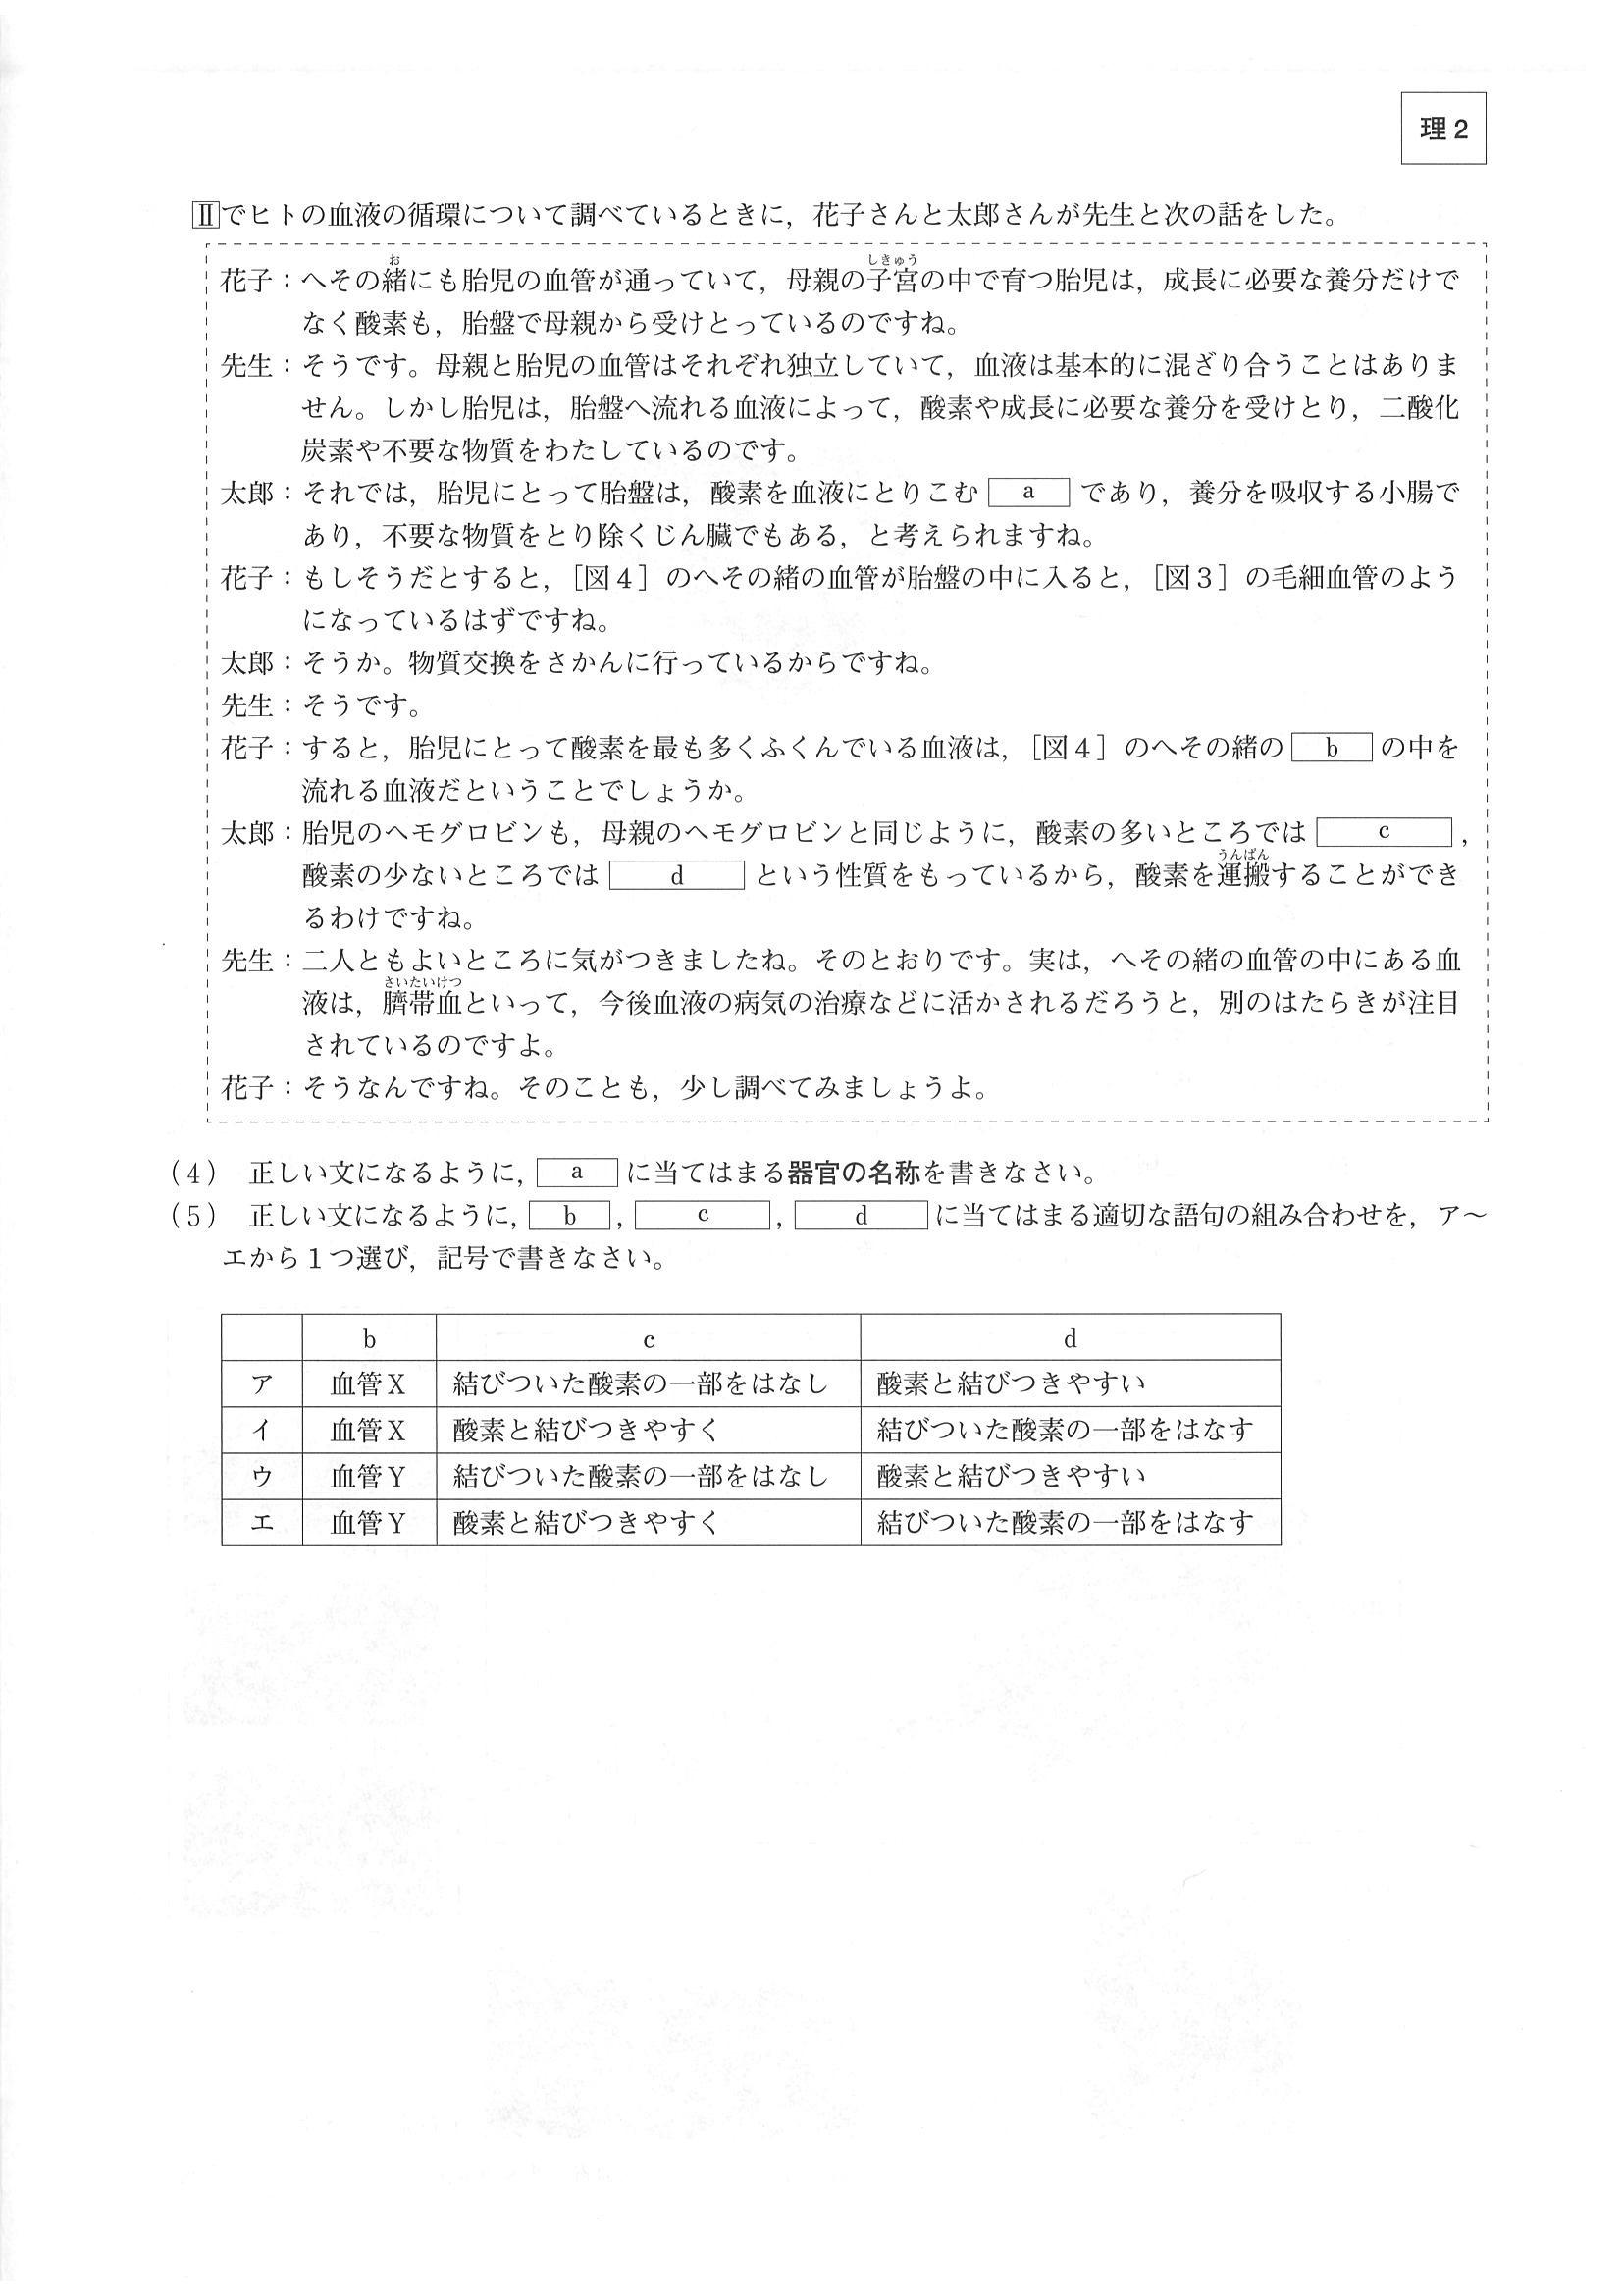 理2
Ⅱでヒトの血液の循環について調べているときに，花子さんと太郎さんが先生と次の話をした。
花子：へその緒にも胎児の血管が通っていて，母親の子宮の中で育つ胎児は，成長に必要な養分だけで
なく酸素も，胎盤で母親から受けとっているのですね。
先生：そうです。母親と胎児の血管はそれぞれ独立していて，血液は基本的に混ざり合うことはありま
せん。しかし胎児は，胎盤へ流れる血液によって，酸素や成長に必要な養分を受けとり，二酸化
炭素や不要な物質をわたしているのです。
太郎：それでは，胎児にとって胎盤は，酸素を血液にとりこむ a であり，養分を吸収する小腸で
あり，不要な物質をとり除くじん臓でもある，と考えられますね。
花子：もしそうだとすると，［図4］のへその緒の血管が胎盤の中に入ると，［図3］の毛細血管のよう
になっているはずですね。
太郎：そうか。物質交換をさかんに行っているからですね。
先生：そうです。
花子：すると，胎児にとって酸素を最も多くふくんでいる血液は，［図4］のへその緒の b の中を
流れる血液だということでしょうか。
太郎：胎児のヘモグロビンも，母親のヘモグロビンと同じように，酸素の多いところでは c ，
酸素の少ないところでは d という性質をもっているから，酸素を運搬することができ
るわけですね。
先生：二人ともよいところに気がつきましたね。そのとおりです。実は，へその緒の血管の中にある血
液は，臍帯血といって，今後血液の病気の治療などに活かされるだろうと，別のはたらきが注目
されているのですよ。
花子：そうなんですね。そのことも，少し調べてみましょうよ。
（4） 正しい文になるように， a に当てはまる器官の名称を書きなさい。
（5） 正しい文になるように， b ， c ， d に当てはまる適切な語句の組み合わせを，ア～
エから1つ選び，記号で書きなさい。
b c d
ア 血管X 結びついた酸素の一部をはなし 酸素と結びつきやすい
イ 血管X 酸素と結びつきやすく 結びついた酸素の一部をはなす
ウ 血管Y 結びついた酸素の一部をはなし 酸素と結びつきやすい
エ 血管Y 酸素と結びつきやすく 結びついた酸素の一部をはなす